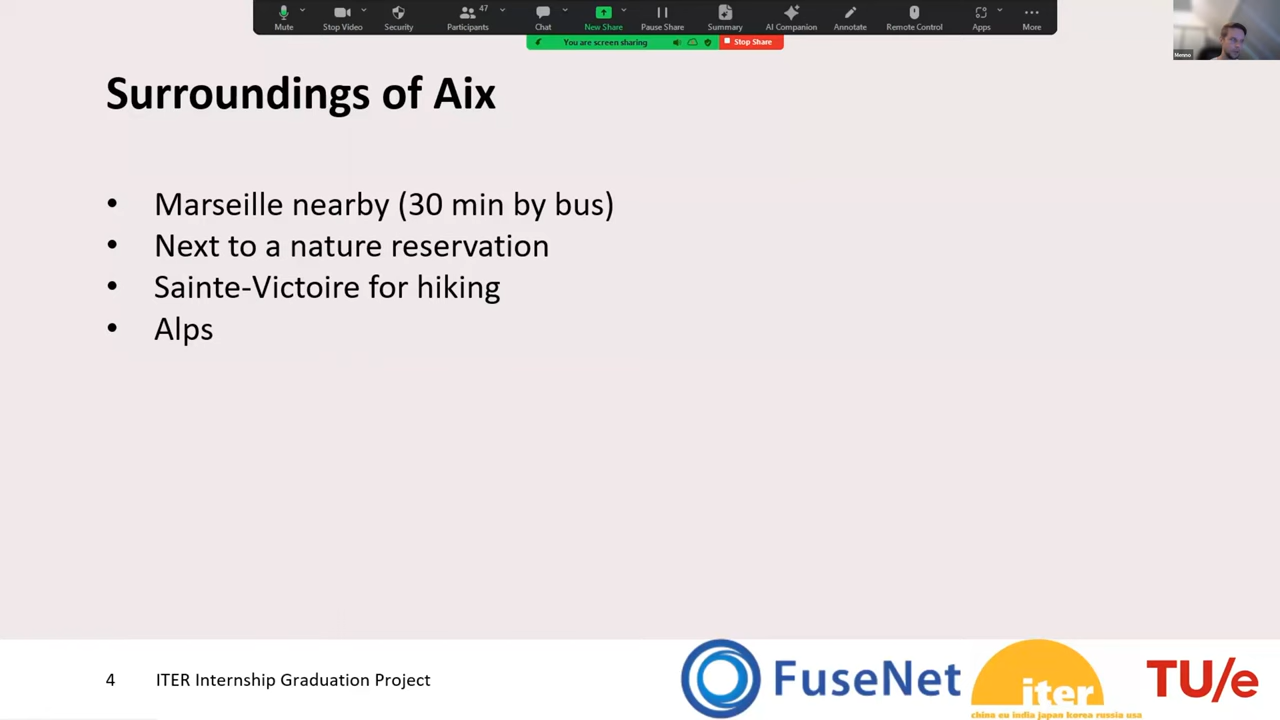 Mute
Stop Video
Security
Participants
47
Chat
New Share
Pause Share
Summary
AI Companion
Annotate
Remote Control
Apps
More
You are screen sharing
Stop Share
Menno
Surroundings of Aix
• Marseille nearby (30 min by bus)
• Next to a nature reservation
• Sainte-Victoire for hiking
• Alps
4 ITER Internship Graduation Project
FuseNet
iter
china eu india japan korea russia usa
TU/e